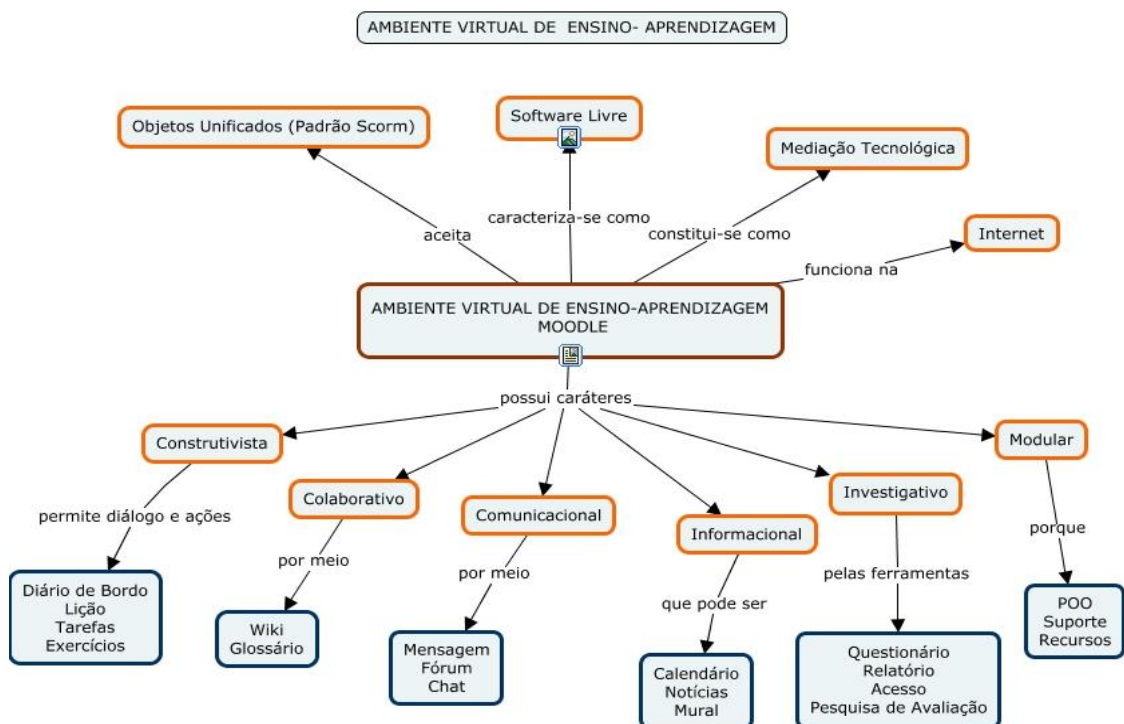 AMBIENTE VIRTUAL DE ENSINO- APRENDIZAGEM
Objetos Unificados (Padrão Scorm)
Software Livre
Mediação Tecnológica
Internet
aceita
caracteriza-se como
constitui-se como
funciona na
AMBIENTE VIRTUAL DE ENSINO-APRENDIZAGEM
MOODLE
possui caráteres
Construtivista
Colaborativo
Comunicacional
Informacional
Investigativo
Modular
permite diálogo e ações
por meio
por meio
que pode ser
pelas ferramentas
porque
Diário de Bordo
Lição
Tarefas
Exercícios
Wiki
Glossário
Mensagem
Fórum
Chat
Calendário
Notícias
Mural
Questionário
Relatório
Acesso
Pesquisa de Avaliação
POO
Suporte
Recursos